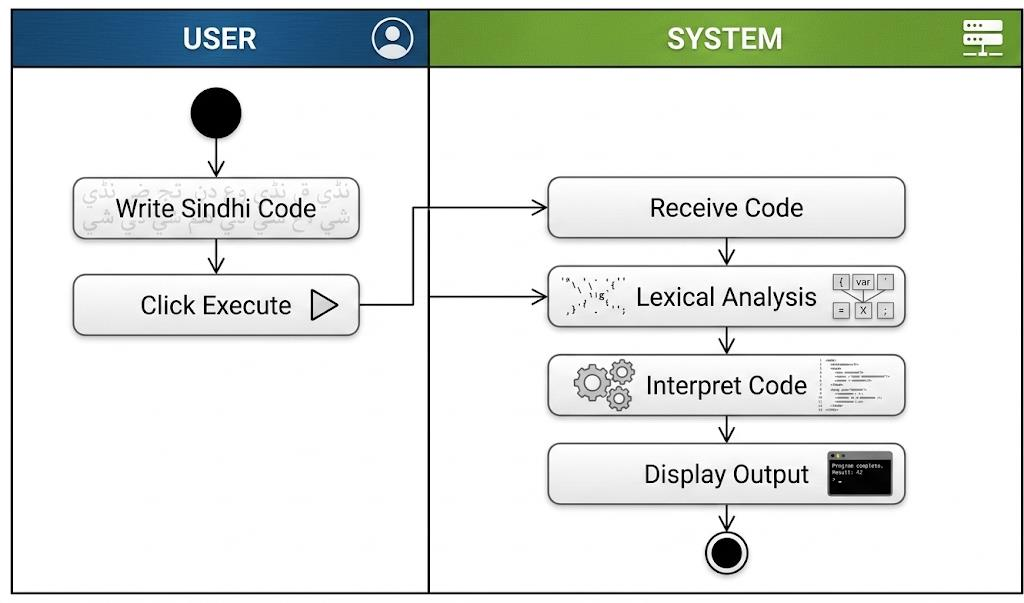 USER
SYSTEM
Write Sindhi Code
Click Execute
Receive Code
Lexical Analysis
{ var '
= X ;
Interpret Code
Display Output
Program completo.
Result: 42
> _